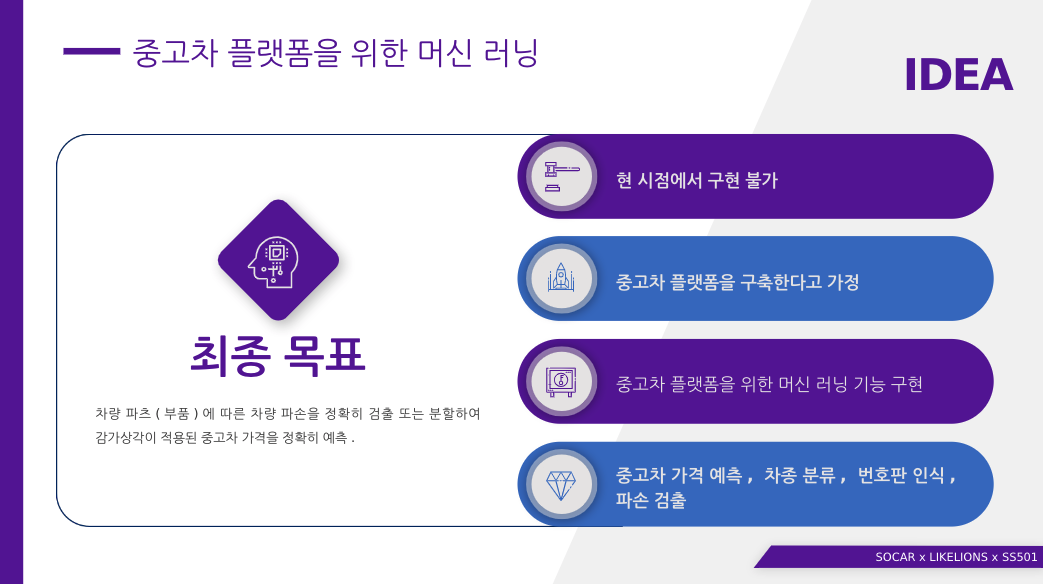 중고차 플랫폼을 위한 머신 러닝
IDEA
최종 목표
차량 파츠 ( 부품 ) 에 따른 차량 파손을 정확히 검출 또는 분할하여
감가상각이 적용된 중고차 가격을 정확히 예측 .
현 시점에서 구현 불가
중고차 플랫폼을 구축한다고 가정
중고차 플랫폼을 위한 머신 러닝 기능 구현
중고차 가격 예측 , 차종 분류 , 번호판 인식 ,
파손 검출
SOCAR x LIKELIONS x SS501